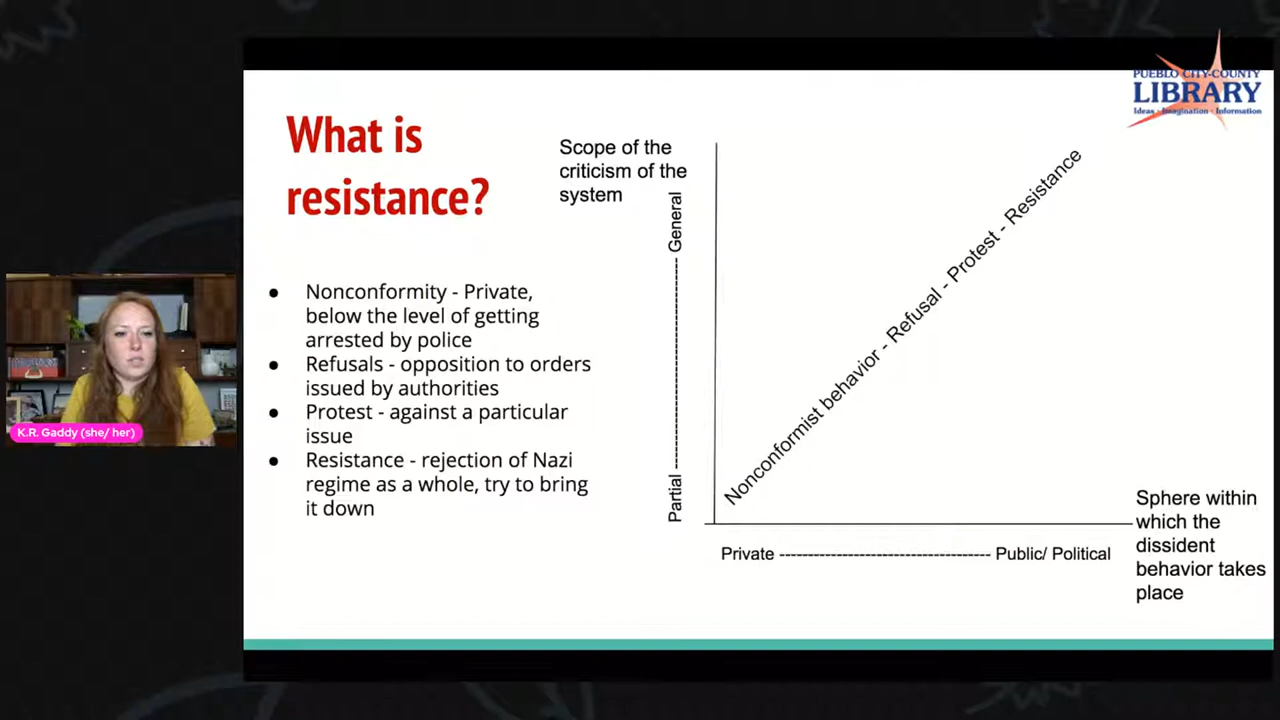 PUEBLO CITY-COUNTY
LIBRARY
Ideas · Imagination · Information
What is
resistance?
● Nonconformity - Private,
below the level of getting
arrested by police
● Refusals - opposition to orders
issued by authorities
● Protest - against a particular
issue
● Resistance - rejection of Nazi
regime as a whole, try to bring
it down
Scope of the
criticism of the
system
Partial ---------------------------- General
Nonconformist behavior - Refusal - Protest - Resistance
Private --------------------------------------- Public/ Political
Sphere within
which the
dissident
behavior takes
place
K.R. Gaddy (she/ her)